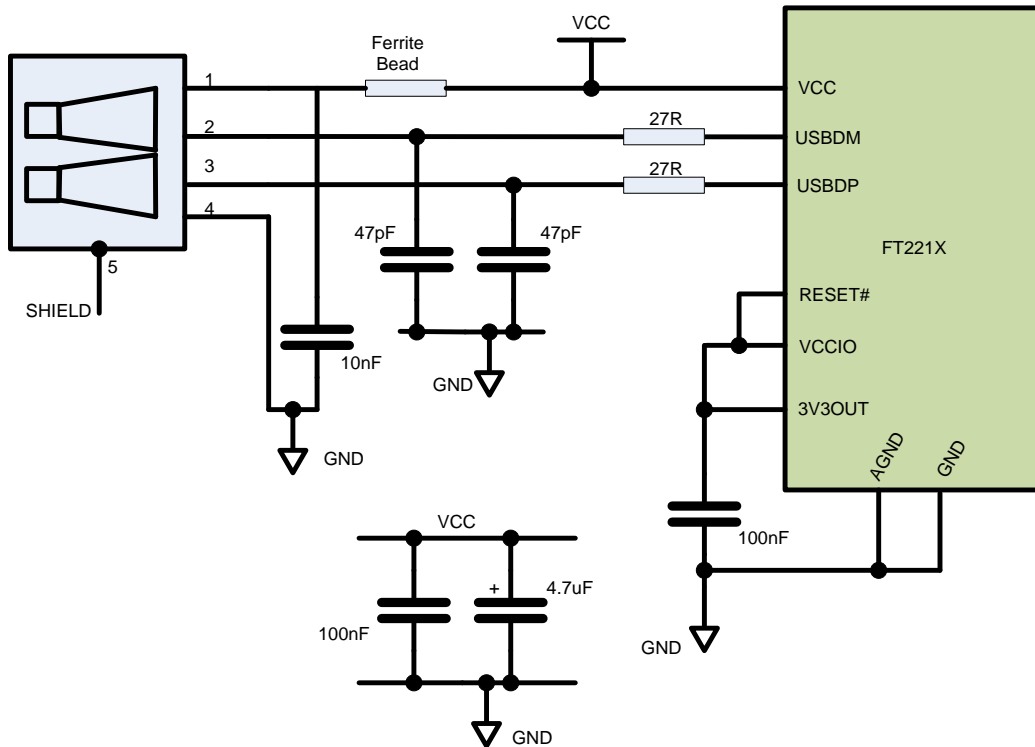 VCC
Ferrite
Bead
1
VCC
27R
2
USBDM
27R
3
USBDP
4
47pF
47pF
FT221X
5
SHIELD
RESET#
VCCIO
10nF
GND
3V3OUT
GND
AGND
GND
VCC
100nF
+
4.7uF
100nF
GND
GND